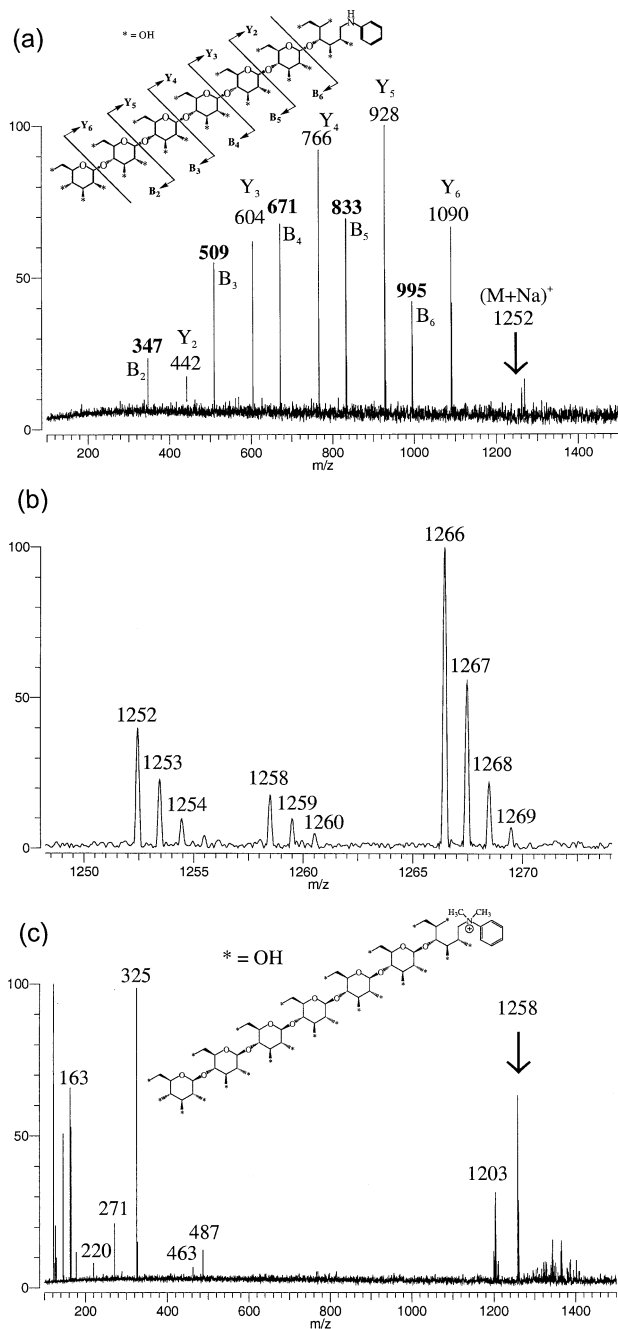 (a)
* = OH
H
N
Y₂
Y₃
Y₄
Y₅
Y₆
B₆
B₅
B₄
B₃
B₂
100
50
0
347
B₂
Y₂
442
509
B₃
Y₃
604
671
B₄
Y₄
766
833
B₅
Y₅
928
995
B₆
Y₆
1090
(M+Na)⁺
1252
200 400 600 800 1000 1200 1400
m/z
(b)
100
50
0
1252
1253
1254
1258
1259
1260
1266
1267
1268
1269
1250 1255 1260 1265 1270
m/z
(c)
* = OH
H₃C CH₃
N
100
50
0
163
220
271
325
463
487
1203
1258
200 400 600 800 1000 1200 1400
m/z